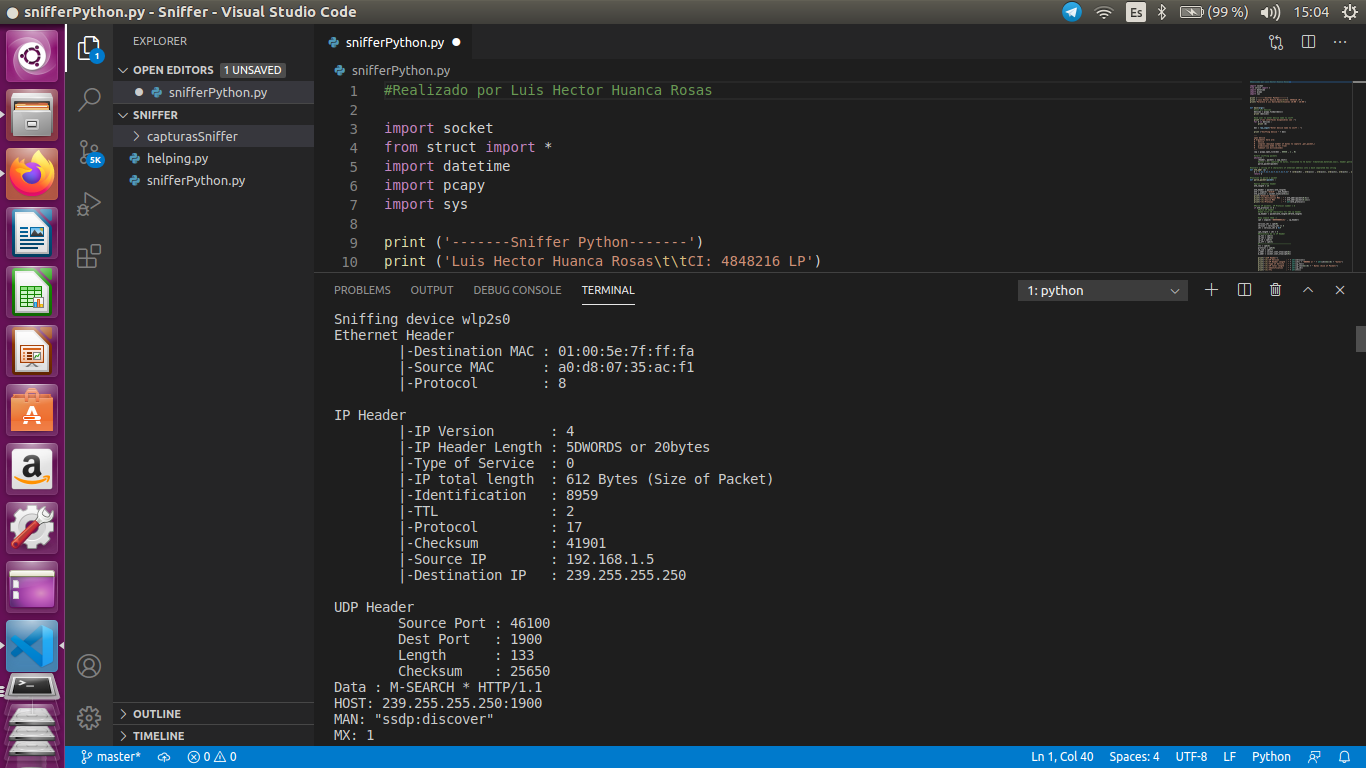 snifferPython.py - Sniffer - Visual Studio Code
Es
(99 %)
15:04
EXPLORER
OPEN EDITORS
1 UNSAVED
snifferPython.py
SNIFFER
capturasSniffer
helping.py
snifferPython.py
OUTLINE
TIMELINE
1
SK
a
snifferPython.py
snifferPython.py
1 #Realizado por Luis Hector Huanca Rosas
2
3 import socket
4 from struct import *
5 import datetime
6 import pcapy
7 import sys
8
9 print ('-------Sniffer Python-------')
10 print ('Luis Hector Huanca Rosas\t\tCI: 4848216 LP')
PROBLEMS OUTPUT DEBUG CONSOLE TERMINAL
1: python
Sniffing device wlp2s0
Ethernet Header
|-Destination MAC : 01:00:5e:7f:ff:fa
|-Source MAC : a0:d8:07:35:ac:f1
|-Protocol : 8
IP Header
|-IP Version : 4
|-IP Header Length : 5DWORDS or 20bytes
|-Type of Service : 0
|-IP total length : 612 Bytes (Size of Packet)
|-Identification : 8959
|-TTL : 2
|-Protocol : 17
|-Checksum : 41901
|-Source IP : 192.168.1.5
|-Destination IP : 239.255.255.250
UDP Header
Source Port : 46100
Dest Port : 1900
Length : 133
Checksum : 25650
Data : M-SEARCH * HTTP/1.1
HOST: 239.255.255.250:1900
MAN: "ssdp:discover"
MX: 1
master*
0
0
Ln 1, Col 40
Spaces: 4
UTF-8
LF
Python